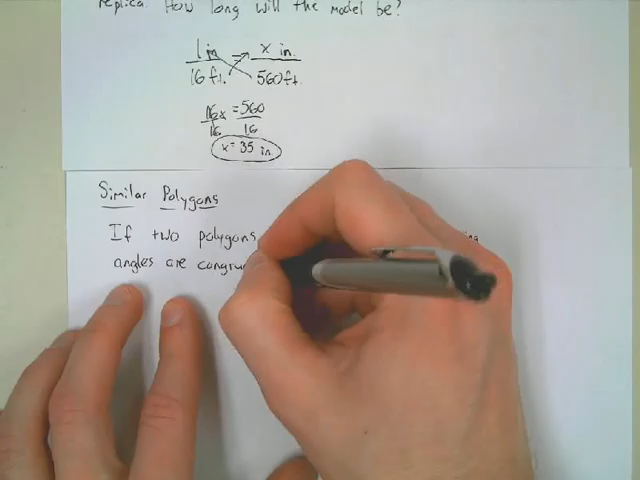 replica. How long will the model be?
1 in = x in.
16 ft. 560 ft.
16x = 560
16 16
x = 35 in
Similar Polygons
If two polygons
angles are